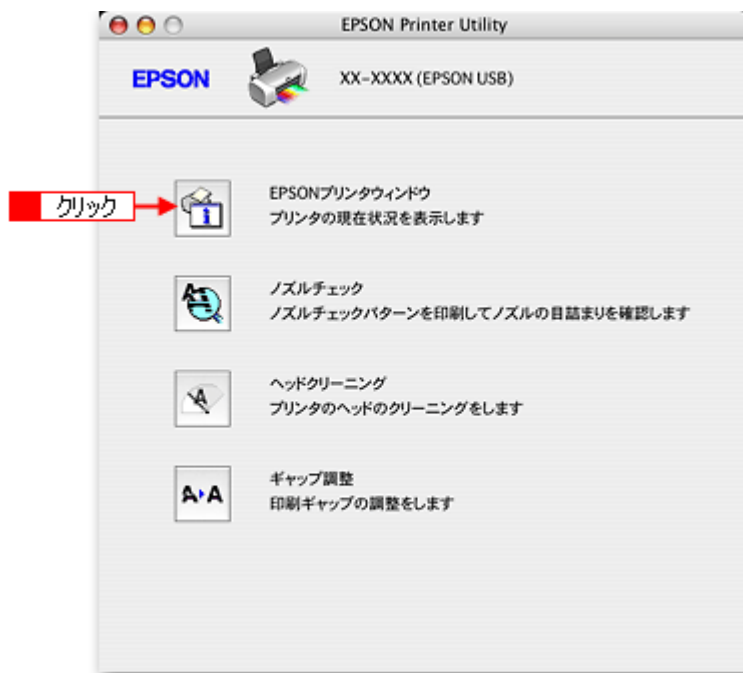 EPSON Printer Utility
EPSON
XX-XXXX (EPSON USB)
クリック
EPSONプリンタウィンドウ
プリンタの現在状況を表示します
ノズルチェック
ノズルチェックパターンを印刷してノズルの目詰まりを確認します
ヘッドクリーニング
プリンタのヘッドのクリーニングをします
ギャップ調整
印刷ギャップの調整をします